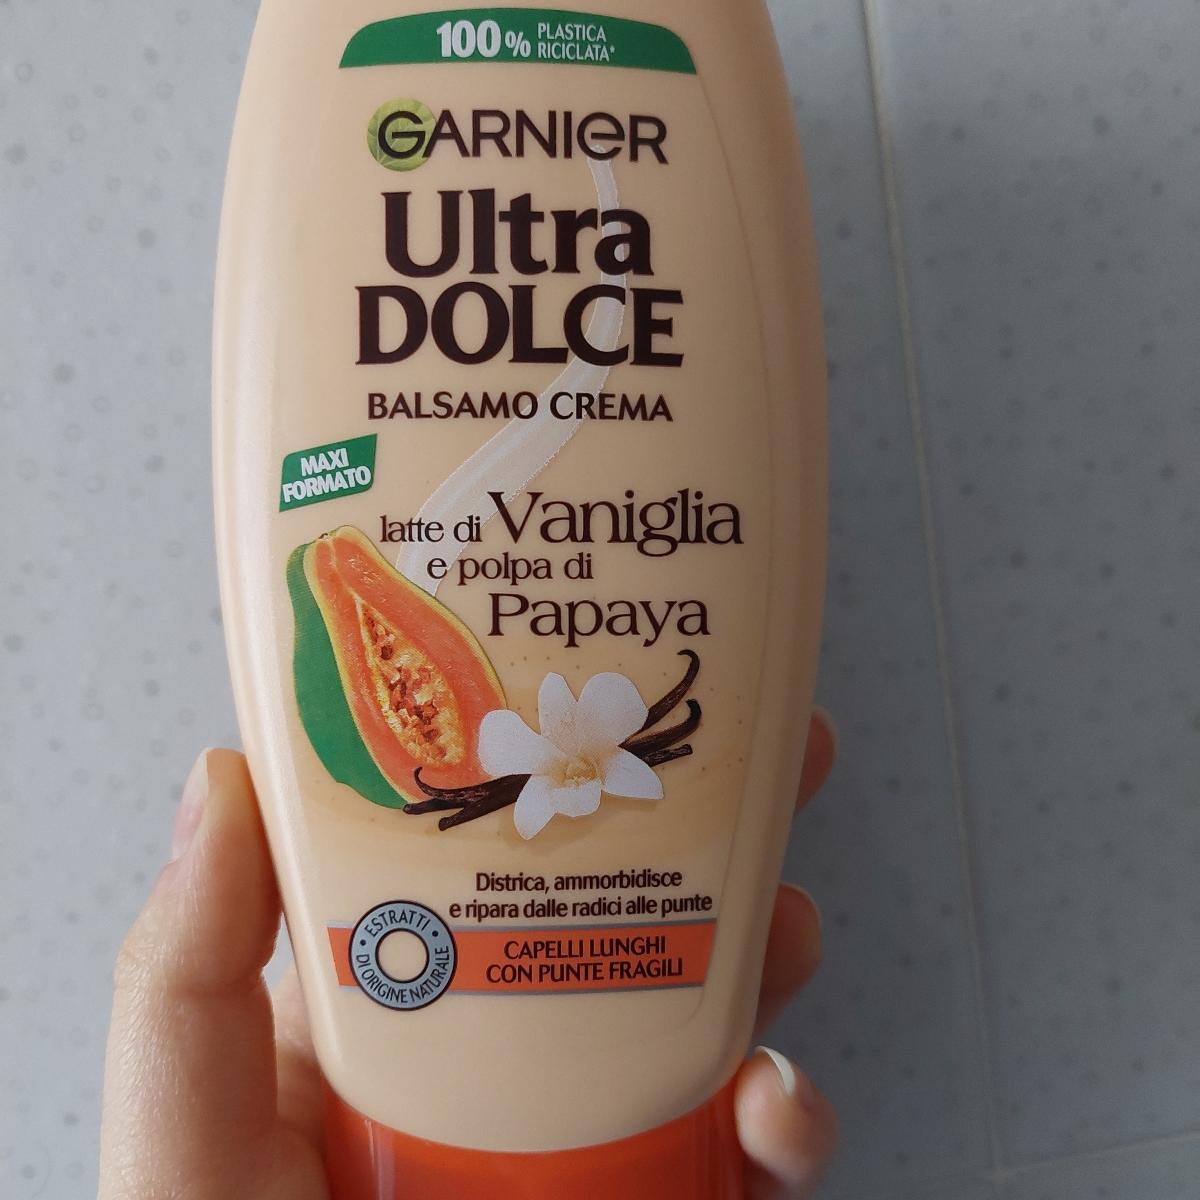 100% PLASTICA
RICICLATA*
GARNIER
Ultra
DOLCE
BALSAMO CREMA
MAXI
FORMATO
latte di Vaniglia
e polpa di
Papaya
Districa, ammorbidisce
e ripara dalle radici alle punte
ESTRATTI
DI ORIGINE NATURALE
CAPELLI LUNGHI
CON PUNTE FRAGILI